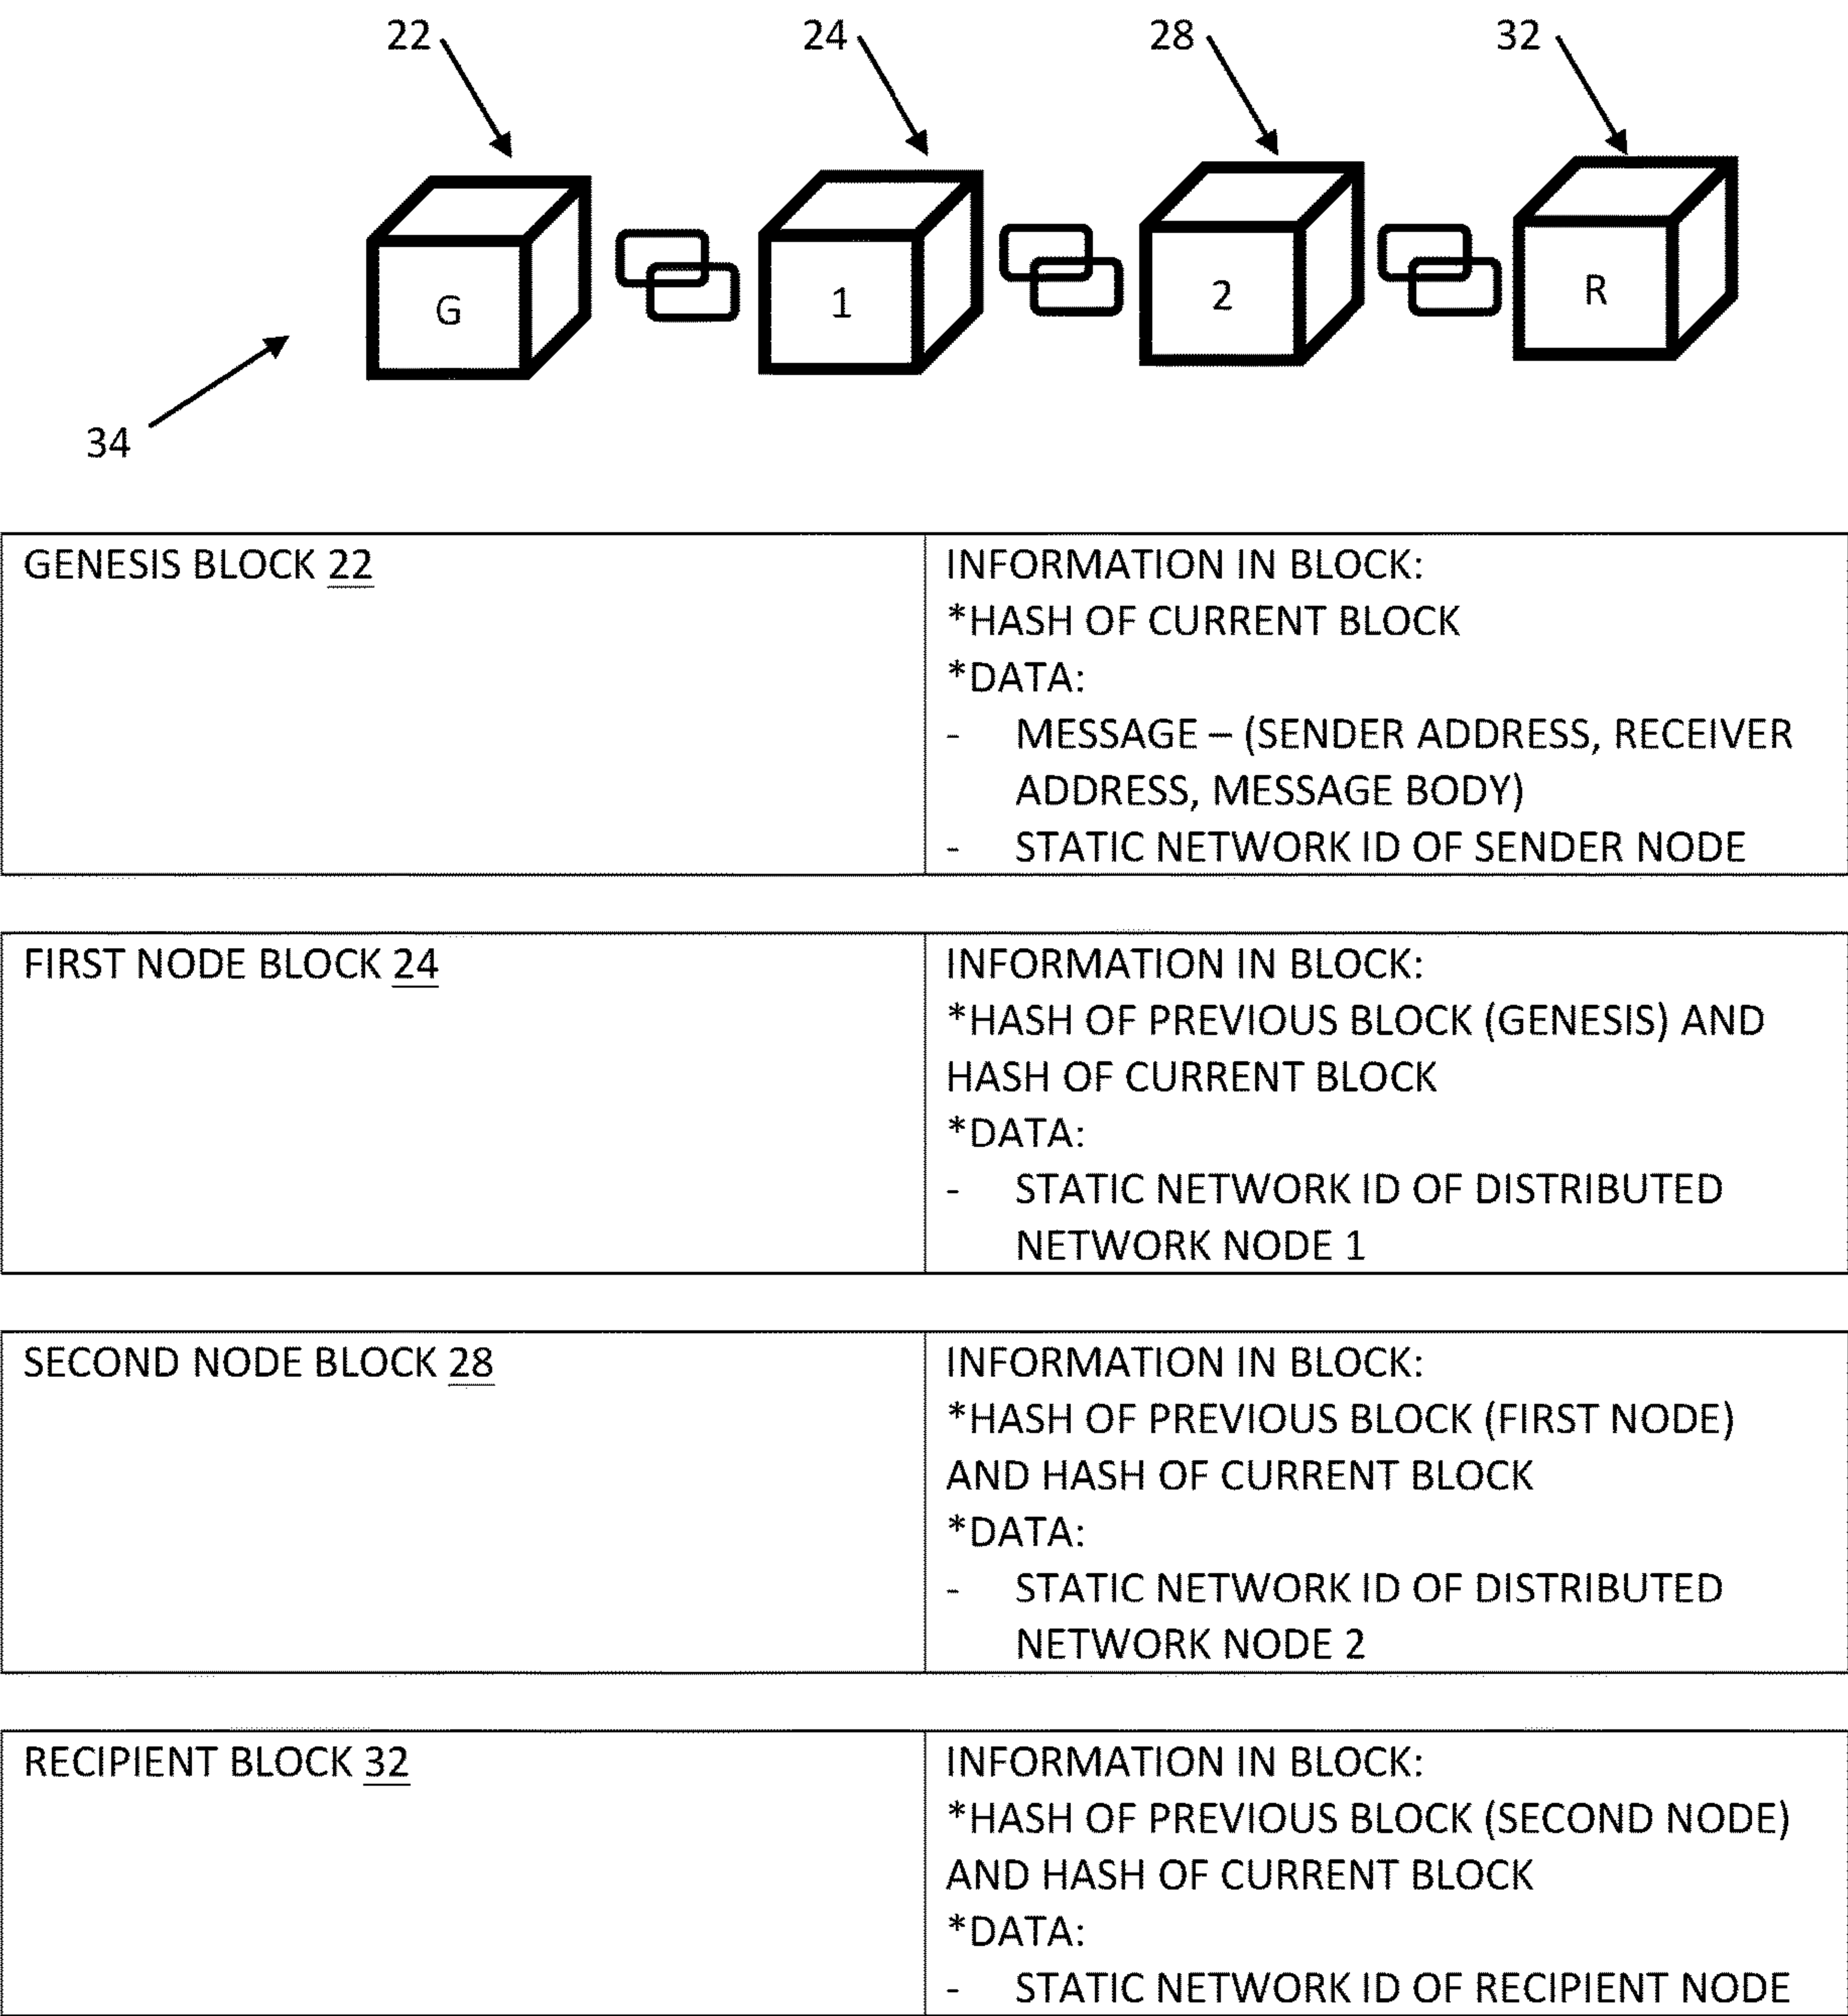 22
24
28
32
G
1
2
R
34
GENESIS BLOCK 22
INFORMATION IN BLOCK:
*HASH OF CURRENT BLOCK
*DATA:
- MESSAGE – (SENDER ADDRESS, RECEIVER
ADDRESS, MESSAGE BODY)
- STATIC NETWORK ID OF SENDER NODE
FIRST NODE BLOCK 24
INFORMATION IN BLOCK:
*HASH OF PREVIOUS BLOCK (GENESIS) AND
HASH OF CURRENT BLOCK
*DATA:
- STATIC NETWORK ID OF DISTRIBUTED
NETWORK NODE 1
SECOND NODE BLOCK 28
INFORMATION IN BLOCK:
*HASH OF PREVIOUS BLOCK (FIRST NODE)
AND HASH OF CURRENT BLOCK
*DATA:
- STATIC NETWORK ID OF DISTRIBUTED
NETWORK NODE 2
RECIPIENT BLOCK 32
INFORMATION IN BLOCK:
*HASH OF PREVIOUS BLOCK (SECOND NODE)
AND HASH OF CURRENT BLOCK
*DATA:
- STATIC NETWORK ID OF RECIPIENT NODE